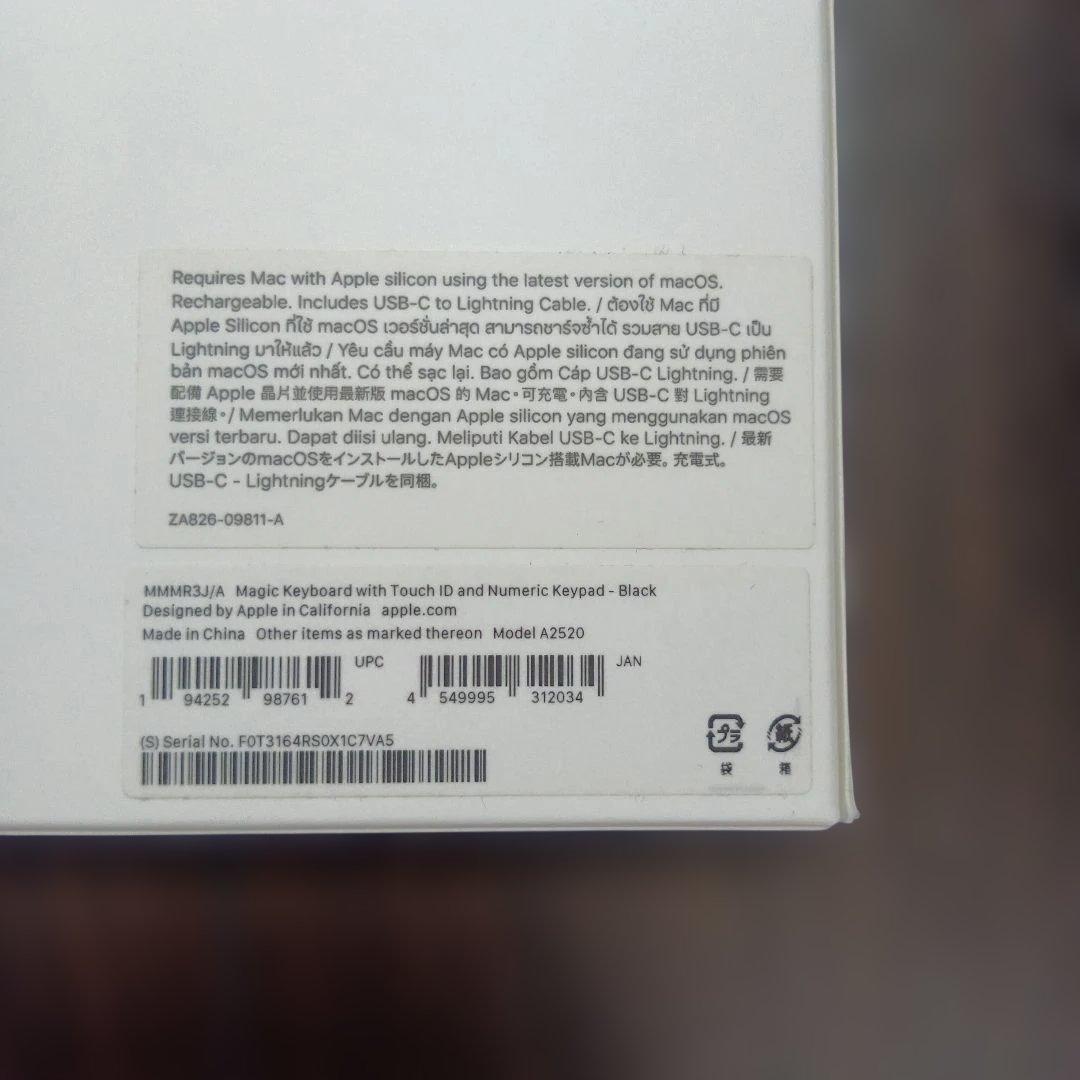 Requires Mac with Apple silicon using the latest version of macOS.
Rechargeable. Includes USB-C to Lightning Cable. / ต้องใช้ Mac ที่มี
Apple Silicon ที่ใช้ macOS เวอร์ชั่นล่าสุด สามารถชาร์จซ้ำได้ รวมสาย USB-C เป็น
Lightning มาให้แล้ว / Yêu cầu máy Mac có Apple silicon đang sử dụng phiên
bản macOS mới nhất. Có thể sạc lại. Bao gồm Cáp USB-C Lightning. / 需要
配備 Apple 晶片並使用最新版 macOS 的 Mac。可充電。內含 USB-C 對 Lightning
連接線。/ Memerlukan Mac dengan Apple silicon yang menggunakan macOS
versi terbaru. Dapat diisi ulang. Meliputi Kabel USB-C ke Lightning. / 最新
バージョンのmacOSをインストールしたAppleシリコン搭載Macが必要。充電式。
USB-C - Lightningケーブルを同梱。
ZA826-09811-A
MMMR3J/A Magic Keyboard with Touch ID and Numeric Keypad - Black
Designed by Apple in California apple.com
Made in China Other items as marked thereon Model A2520
UPC JAN
1 94252 98761 2 4 549995 312034
(S) Serial No. F0T3164RS0X1C7VA5
プラ 紙
袋 箱